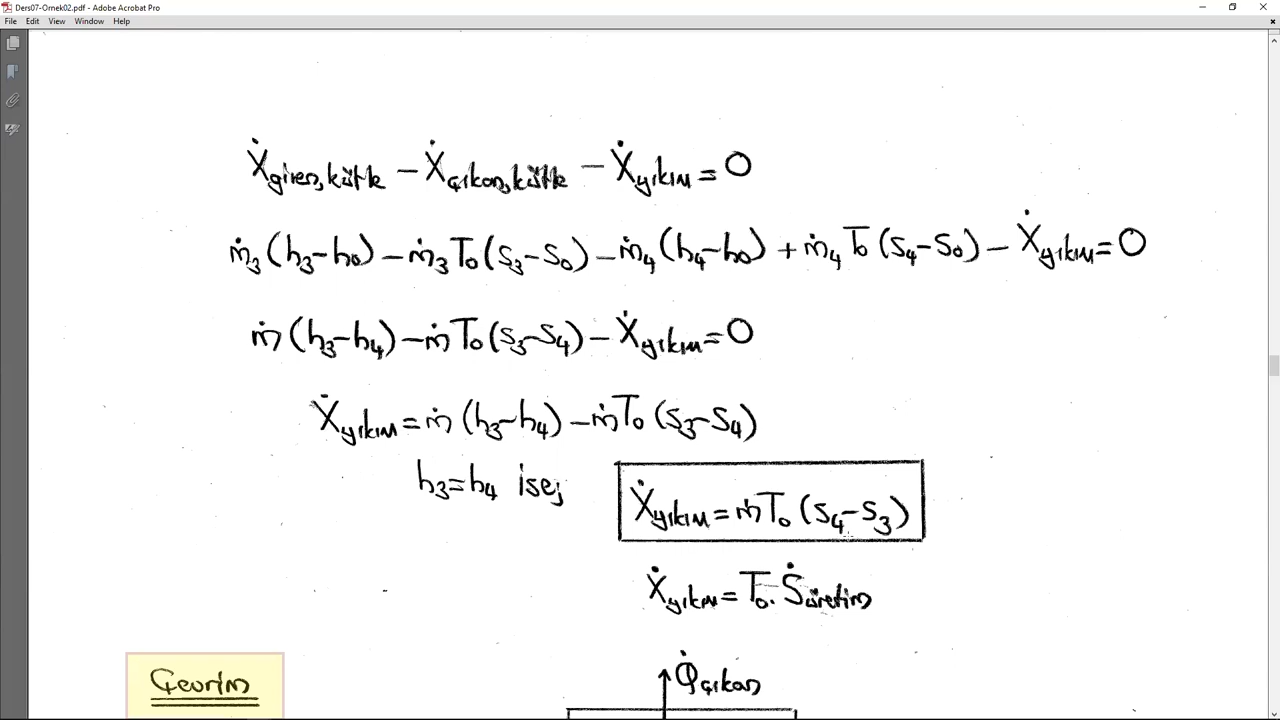 Ders07-Ornek02.pdf - Adobe Acrobat Pro
File Edit View Window Help
Ẋgiren,kütle − Ẋçıkan,kütle − Ẋyıkım = 0
ṁ₃(h₃−h₀) − ṁ₃T₀(s₃−s₀) − ṁ₄(h₄−h₀) + ṁ₄T₀(s₄−s₀) − Ẋyıkım = 0
ṁ(h₃−h₄) − ṁT₀(s₃−s₄) − Ẋyıkım = 0
Ẋyıkım = ṁ(h₃−h₄) − ṁT₀(s₃−s₄)
h₃=h₄ ise;
Ẋyıkım = ṁT₀(s₄−s₃)
Ẋyıkım = T₀.Ṡüretim
Çevrim
Q̇çıkan